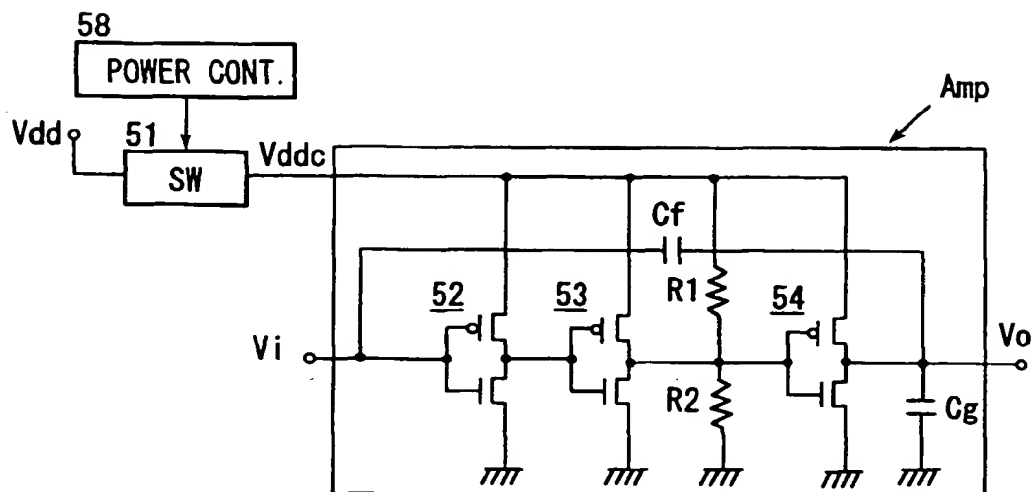 58
POWER CONT.
Amp
Vdd
51
SW
Vddc
Cf
R1
52
53
54
Vi
Vo
R2
Cg